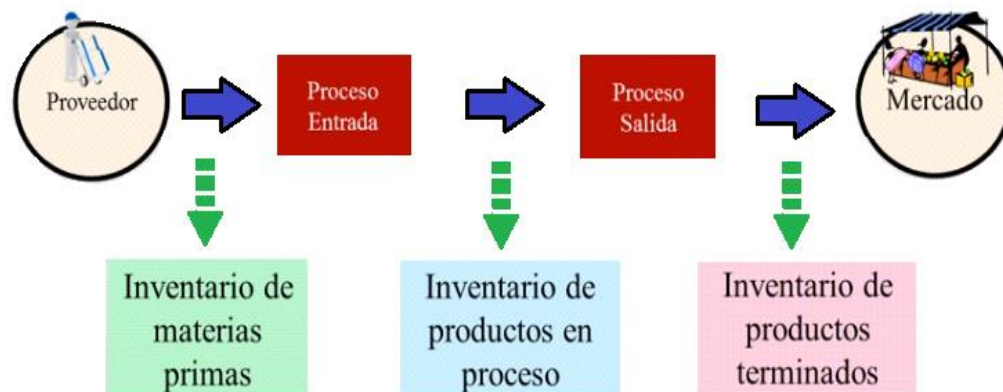 Proveedor
Proceso
Entrada
Proceso
Salida
Mercado
Inventario de
materias
primas
Inventario de
productos en
proceso
Inventario de
productos
terminados